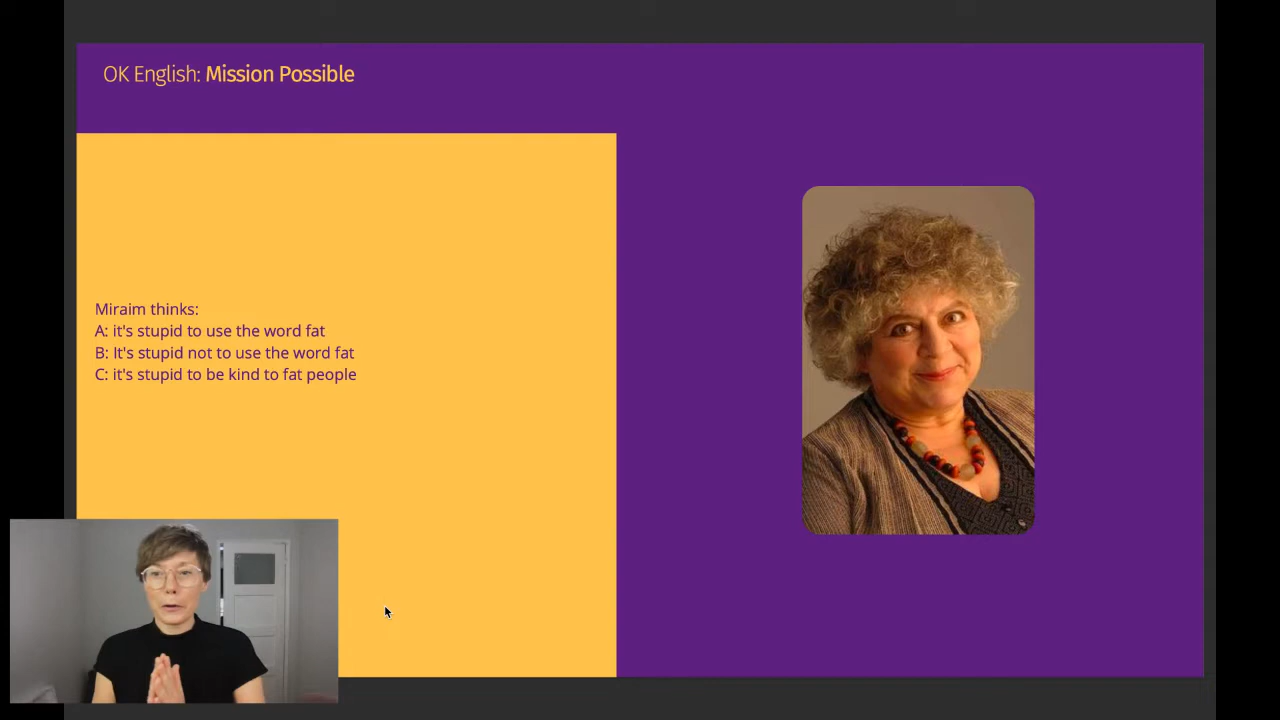 OK English: Mission Possible
Miraim thinks:
A: it's stupid to use the word fat
B: It's stupid not to use the word fat
C: it's stupid to be kind to fat people